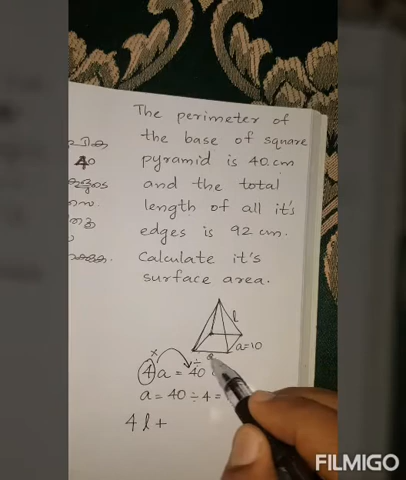 The perimeter of
the base of square
pyramid is 40 cm
and the total
length of all it's
edges is 92 cm.
Calculate it's
surface area.
40
l
a=10
a
x
÷
4a = 40
a = 40 ÷ 4 =
4l +
FILMIGO